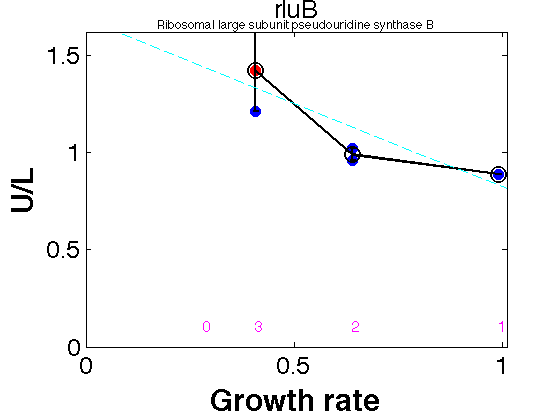 rluB
Ribosomal large subunit pseudouridine synthase B
1.5
1
0.5
0
U/L
0 3 2 1
0 0.5 1
Growth rate